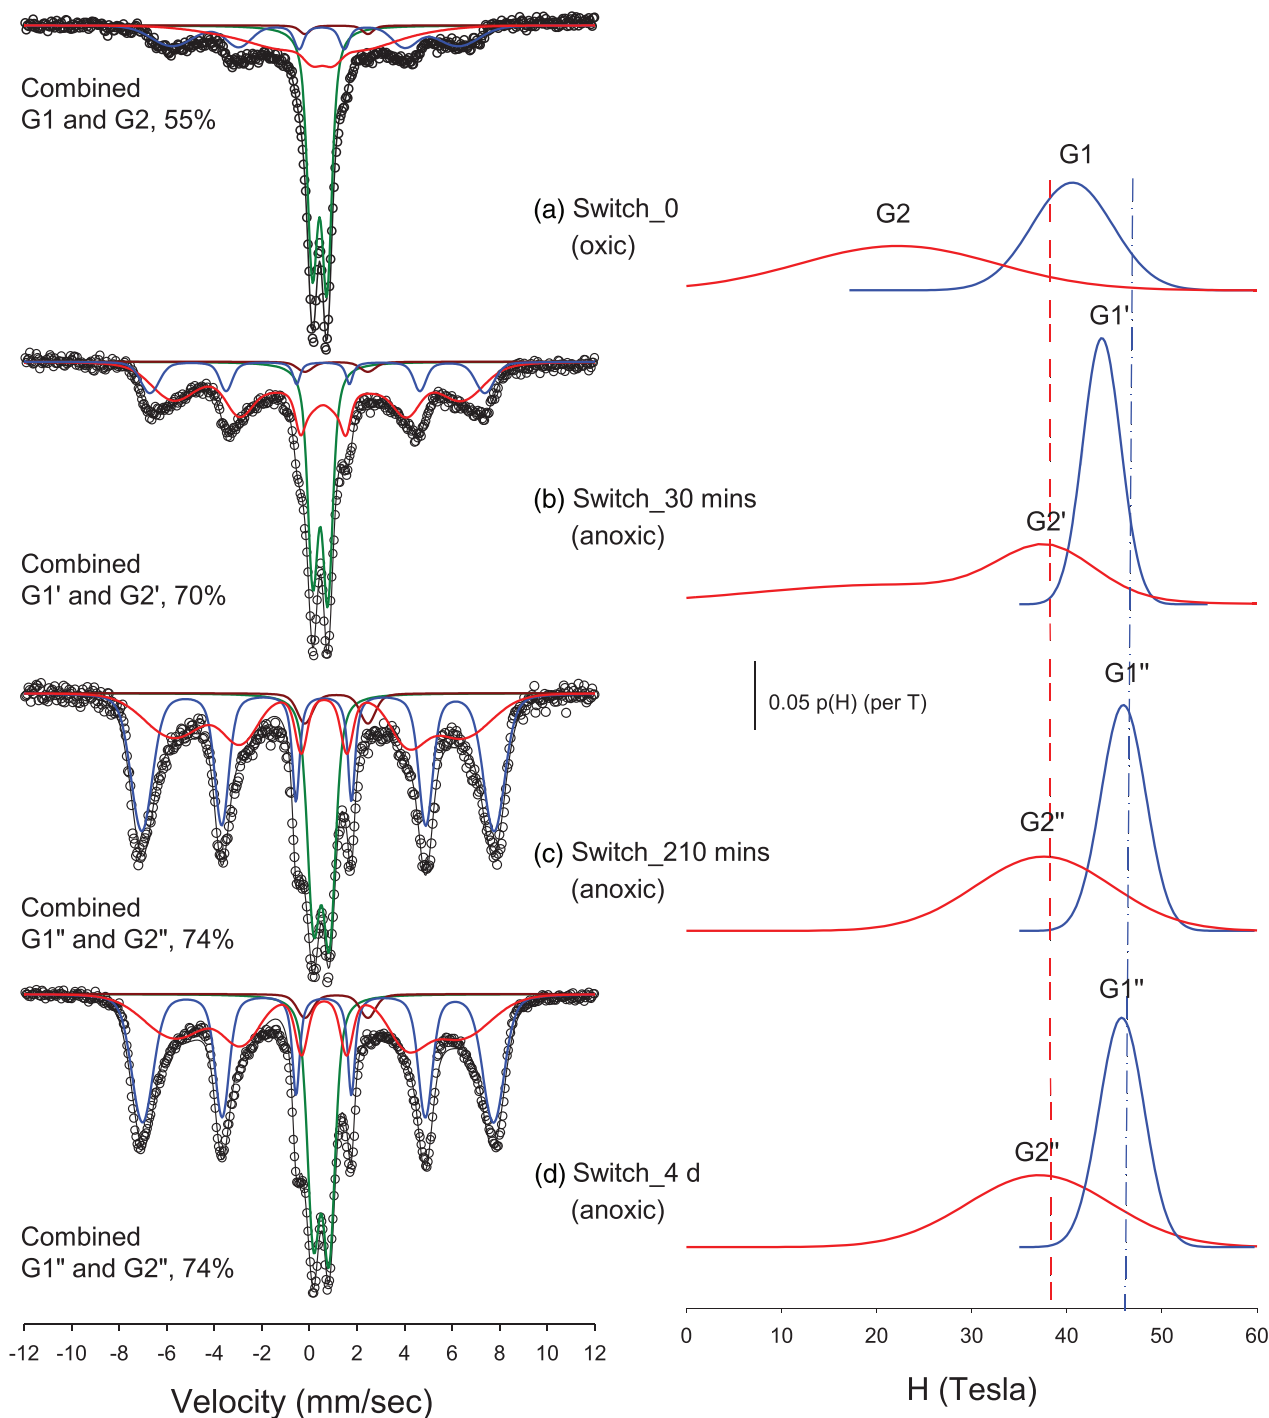 Combined
G1 and G2, 55%
(a) Switch_0
(oxic)
G1
G2
Combined
G1' and G2', 70%
(b) Switch_30 mins
(anoxic)
G1'
G2'
0.05 p(H) (per T)
Combined
G1" and G2", 74%
(c) Switch_210 mins
(anoxic)
G1"
G2"
Combined
G1" and G2", 74%
(d) Switch_4 d
(anoxic)
G1"
G2"
-12 -10 -8 -6 -4 -2 0 2 4 6 8 10 12
Velocity (mm/sec)
0 10 20 30 40 50 60
H (Tesla)